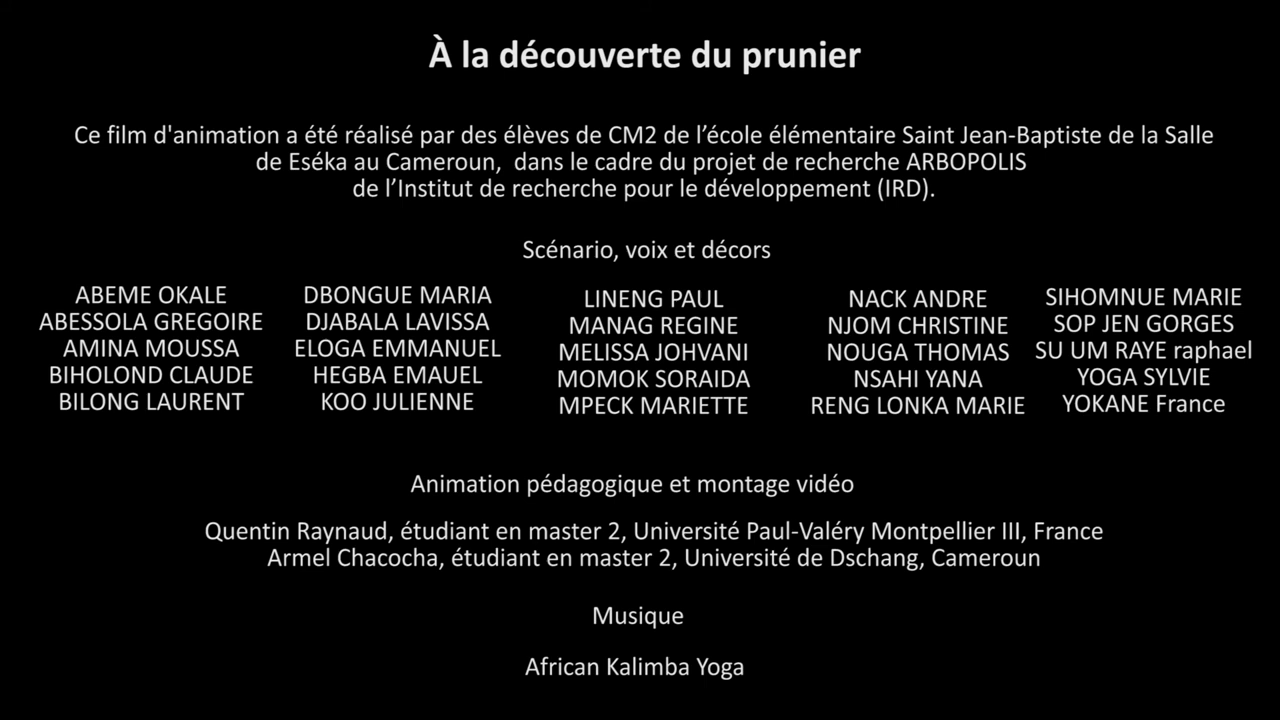 À la découverte du prunier
Ce film d'animation a été réalisé par des élèves de CM2 de l’école élémentaire Saint Jean-Baptiste de la Salle
de Eséka au Cameroun, dans le cadre du projet de recherche ARBOPOLIS
de l’Institut de recherche pour le développement (IRD).
Scénario, voix et décors
ABEME OKALE
ABESSOLA GREGOIRE
AMINA MOUSSA
BIHOLOND CLAUDE
BILONG LAURENT
DBONGUE MARIA
DJABALA LAVISSA
ELOGA EMMANUEL
HEGBA EMAUEL
KOO JULIENNE
LINENG PAUL
MANAG REGINE
MELISSA JOHVANI
MOMOK SORAIDA
MPECK MARIETTE
NACK ANDRE
NJOM CHRISTINE
NOUGA THOMAS
NSAHI YANA
RENG LONKA MARIE
SIHOMNUE MARIE
SOP JEN GORGES
SU UM RAYE raphael
YOGA SYLVIE
YOKANE France
Animation pédagogique et montage vidéo
Quentin Raynaud, étudiant en master 2, Université Paul-Valéry Montpellier III, France
Armel Chacocha, étudiant en master 2, Université de Dschang, Cameroun
Musique
African Kalimba Yoga